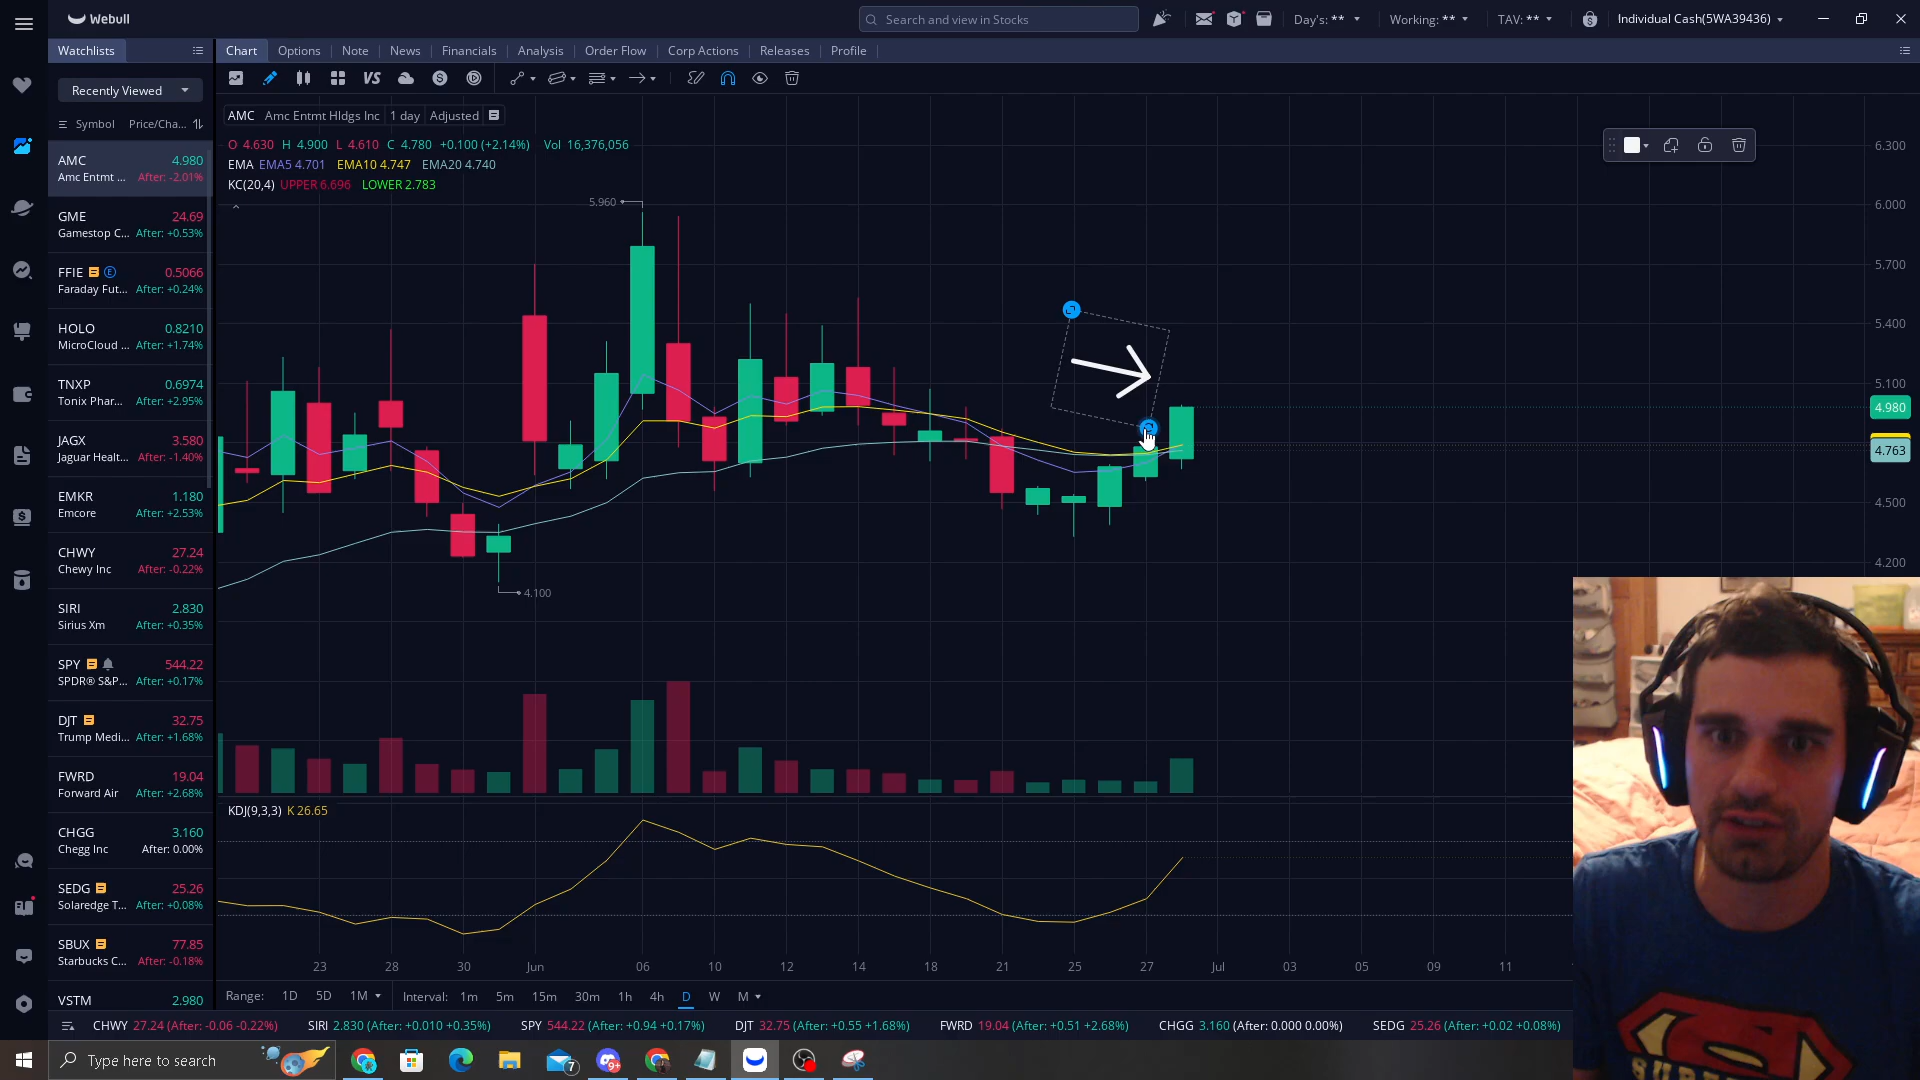 Webull
Search and view in Stocks
Day's: **
Working: **
TAV: **
Individual Cash(5WA39436)
Watchlists
Chart
Options
Note
News
Financials
Analysis
Order Flow
Corp Actions
Releases
Profile
Recently Viewed
VS
Symbol Price/Cha...
AMC Amc Entmt Hldgs Inc 1 day Adjusted
O 4.630 H 4.900 L 4.610 C 4.780 +0.100 (+2.14%) Vol 16,376,056
EMA EMA5 4.701 EMA10 4.747 EMA20 4.740
KC(20,4) UPPER 6.696 LOWER 2.783
AMC 4.980
Amc Entmt ... After: -2.01%
GME 24.69
Gamestop C... After: +0.53%
FFIE E 0.5066
Faraday Fut... After: +0.24%
HOLO 0.8210
MicroCloud ... After: +1.74%
TNXP 0.6974
Tonix Phar... After: +2.95%
JAGX 3.580
Jaguar Healt... After: -1.40%
EMKR 1.180
Emcore After: +2.53%
CHWY 27.24
Chewy Inc After: -0.22%
SIRI 2.830
Sirius Xm After: +0.35%
SPY 544.22
SPDR® S&P... After: +0.17%
DJT 32.75
Trump Medi... After: +1.68%
FWRD 19.04
Forward Air After: +2.68%
CHGG 3.160
Chegg Inc After: 0.00%
SEDG 25.26
Solaredge T... After: +0.08%
SBUX 77.85
Starbucks C... After: -0.18%
VSTM 2.980
5.960
4.100
6.300
6.000
5.700
5.400
5.100
4.980
4.763
4.500
4.200
KDJ(9,3,3) K 26.65
23 28 30 Jun 06 10 12 14 18 21 25 27 Jul 03 05 09 11
Range: 1D 5D 1M Interval: 1m 5m 15m 30m 1h 4h D W M
CHWY 27.24 (After: -0.06 -0.22%) SIRI 2.830 (After: +0.010 +0.35%) SPY 544.22 (After: +0.94 +0.17%) DJT 32.75 (After: +0.55 +1.68%) FWRD 19.04 (After: +0.51 +2.68%) CHGG 3.160 (After: 0.000 0.00%) SEDG 25.26 (After: +0.02 +0.08%)
Type here to search
7
9+